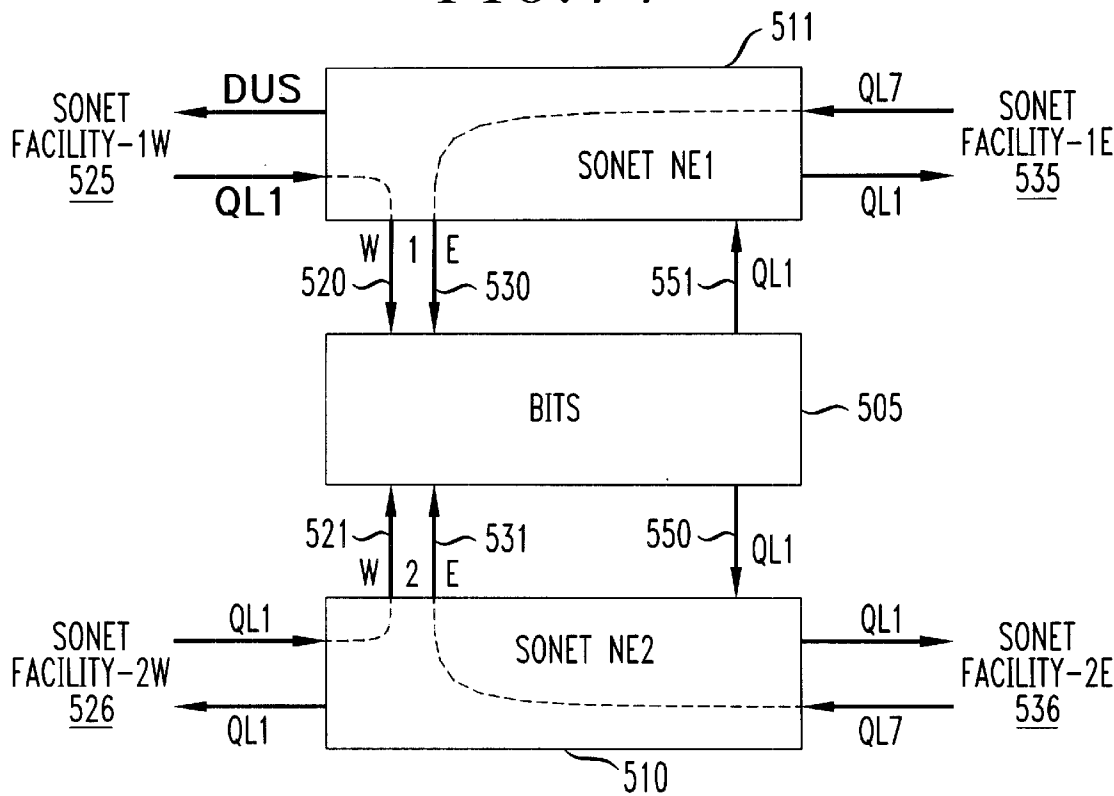 511
DUS
QL7
SONET
FACILITY-1W
525
SONET
FACILITY-1E
535
SONET NE1
QL1
QL1
W 1 E
520
530
551
QL1
BITS
505
521
531
550
QL1
W 2 E
QL1
QL1
SONET
FACILITY-2W
526
SONET NE2
SONET
FACILITY-2E
536
QL1
QL7
510